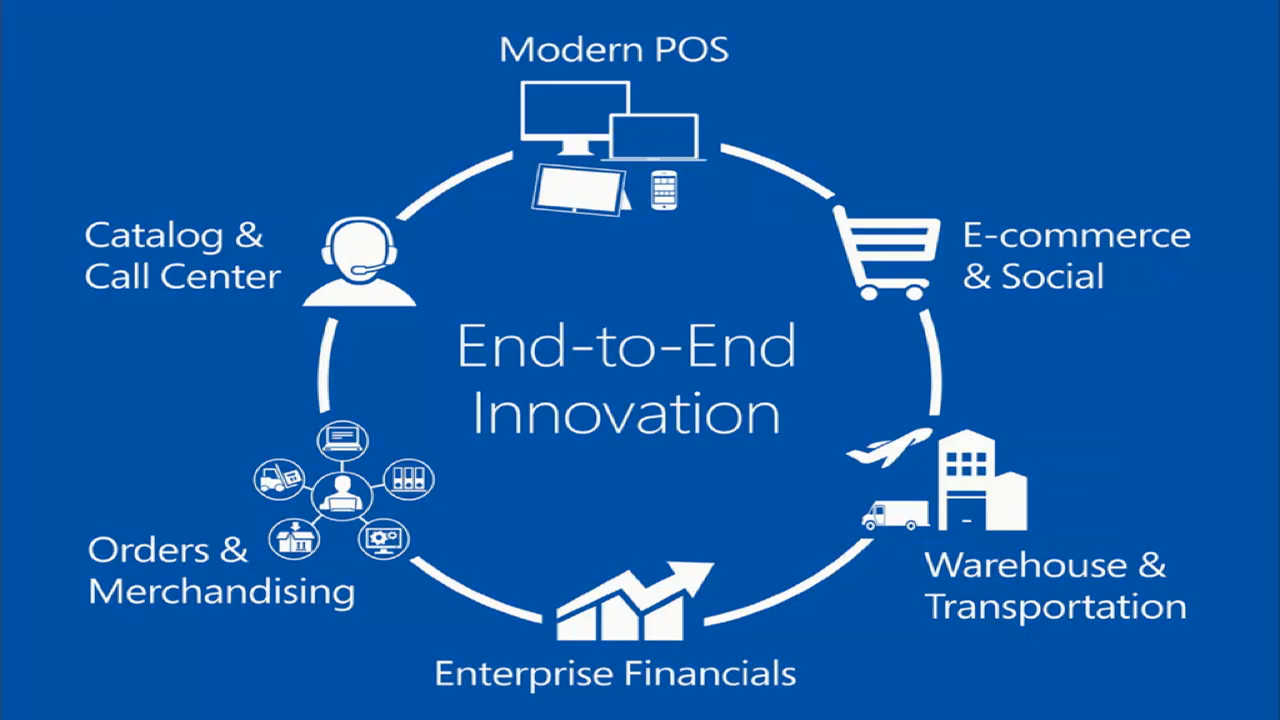 Modern POS
Catalog &
Call Center
E-commerce
& Social
End-to-End
Innovation
Orders &
Merchandising
Warehouse &
Transportation
Enterprise Financials